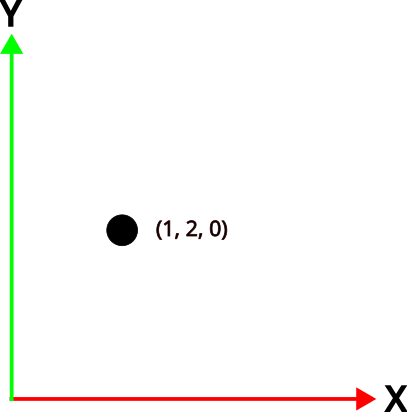 Y
(1, 2, 0)
X